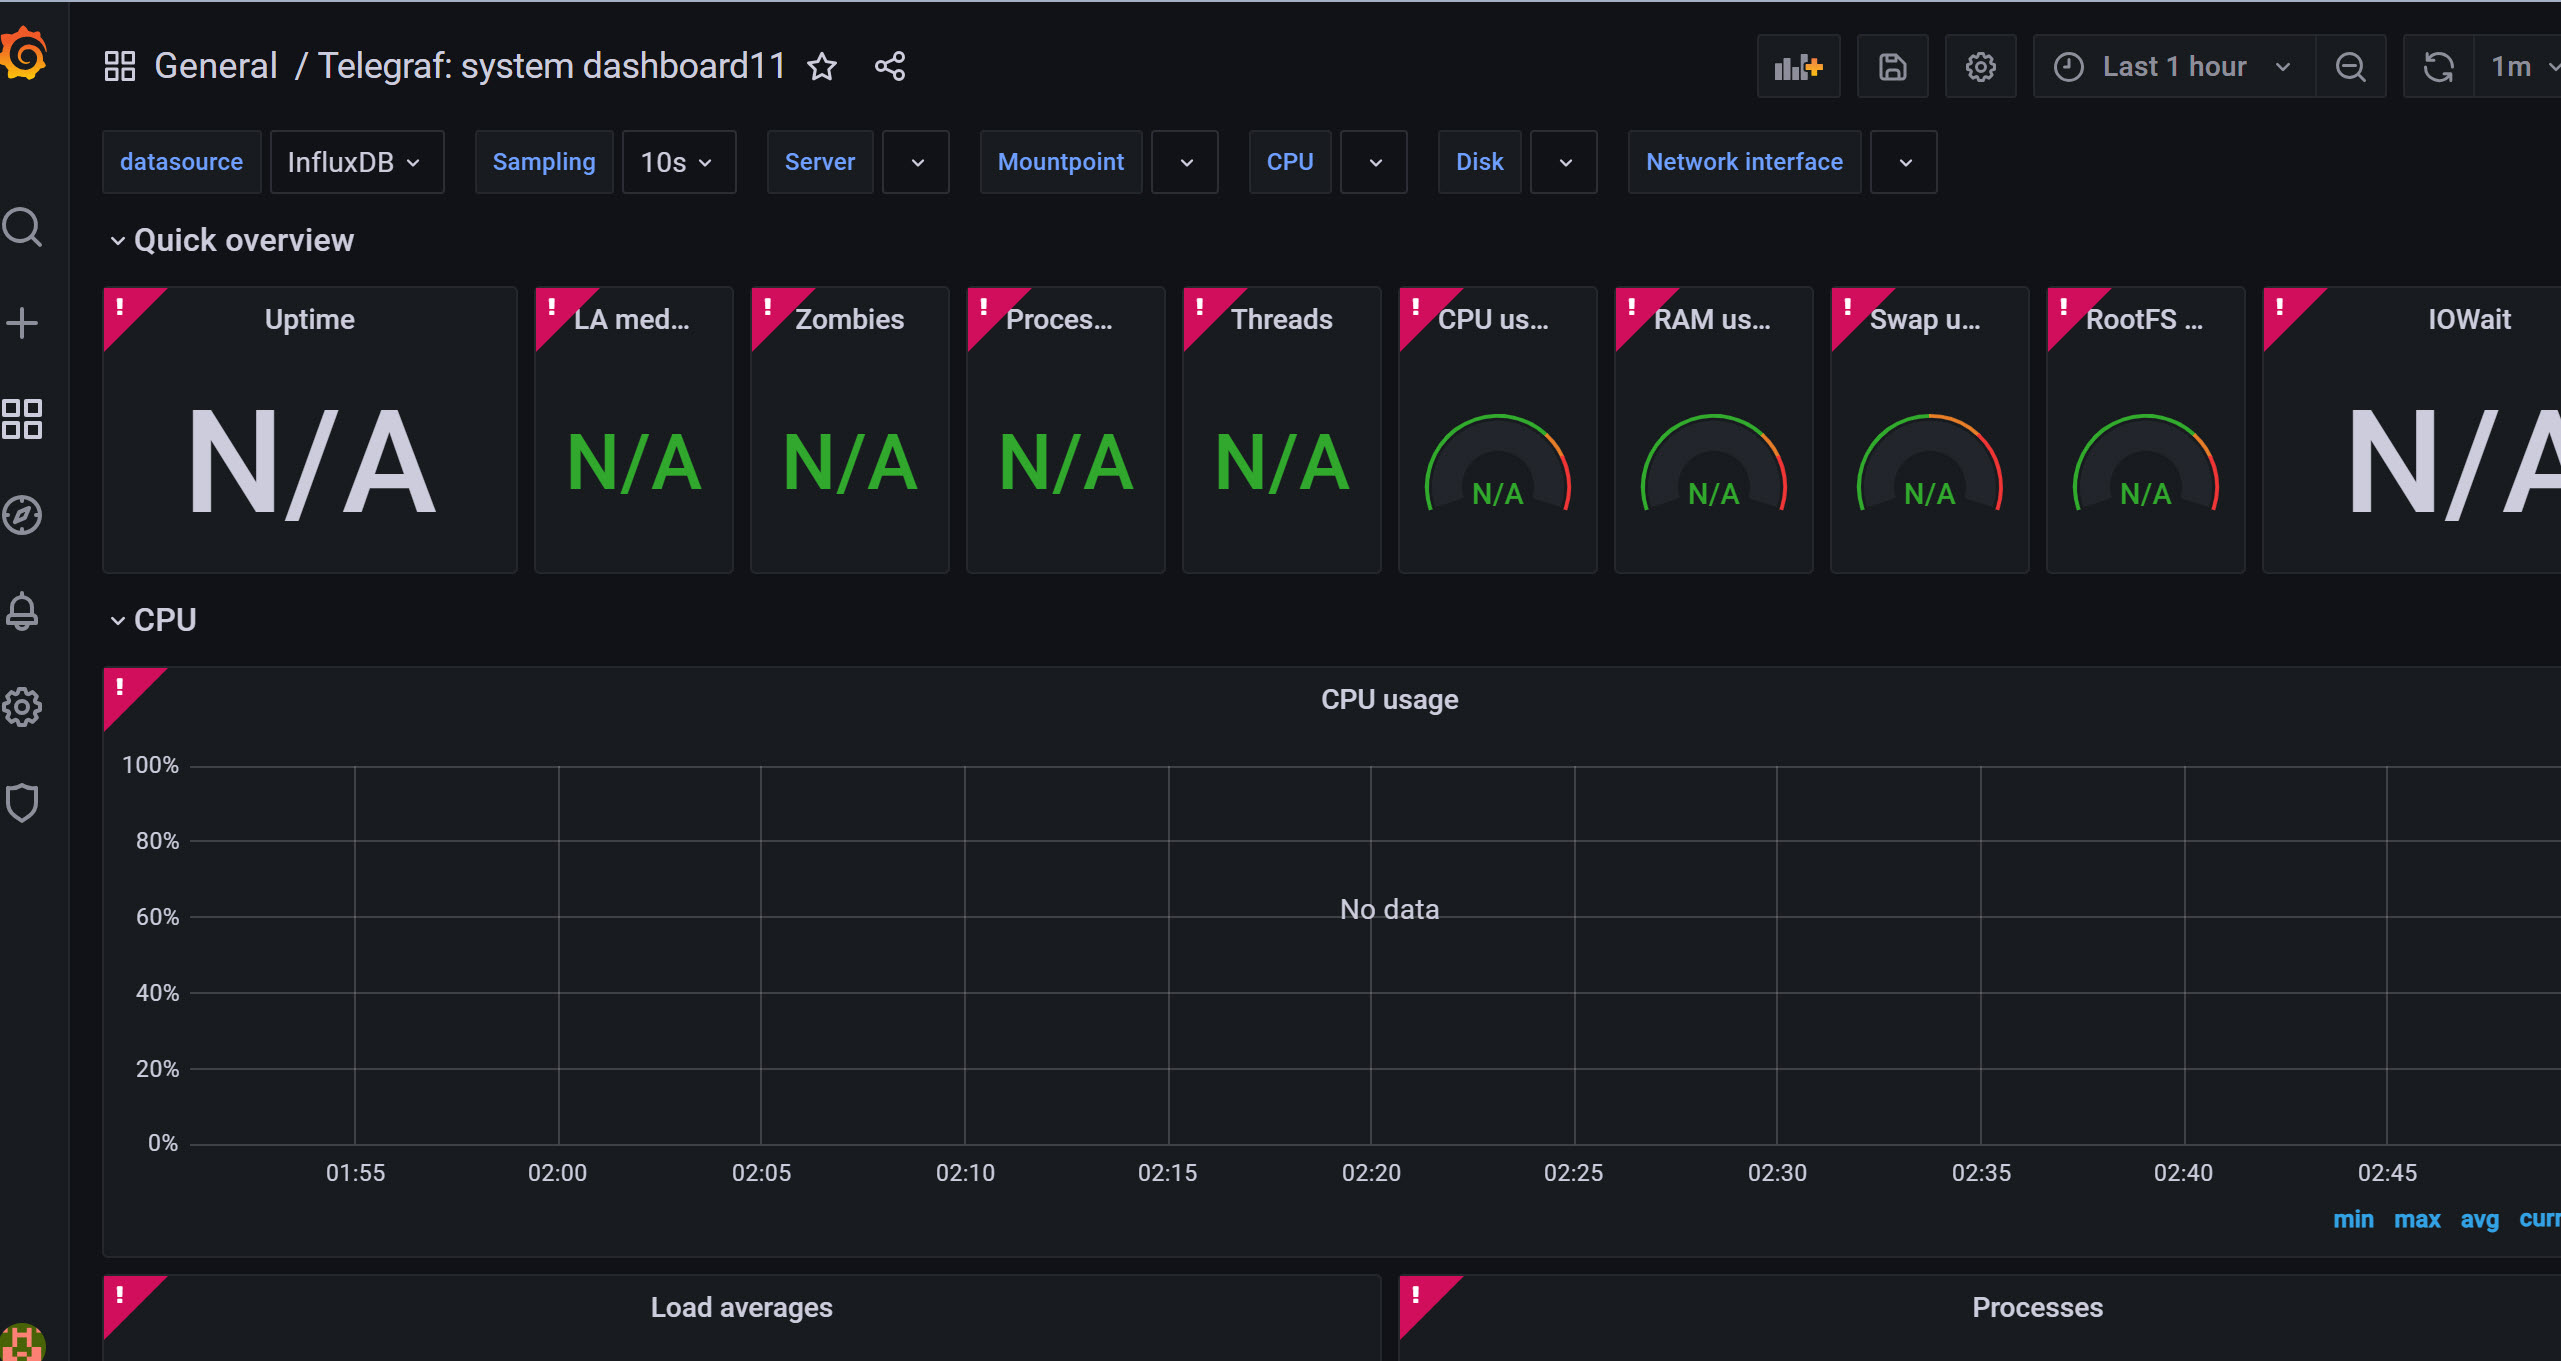 General / Telegraf: system dashboard11
Last 1 hour
1m
datasource InfluxDB Sampling 10s Server Mountpoint CPU Disk Network interface
Quick overview
! Uptime ! LA med... ! Zombies ! Proces... ! Threads ! CPU us... ! RAM us... ! Swap u... ! RootFS ... ! IOWait
N/A N/A N/A N/A N/A N/A N/A N/A N/A N/A
CPU
! CPU usage
100%
80%
60%
No data
40%
20%
0%
01:55 02:00 02:05 02:10 02:15 02:20 02:25 02:30 02:35 02:40 02:45
min max avg curr
! Load averages ! Processes